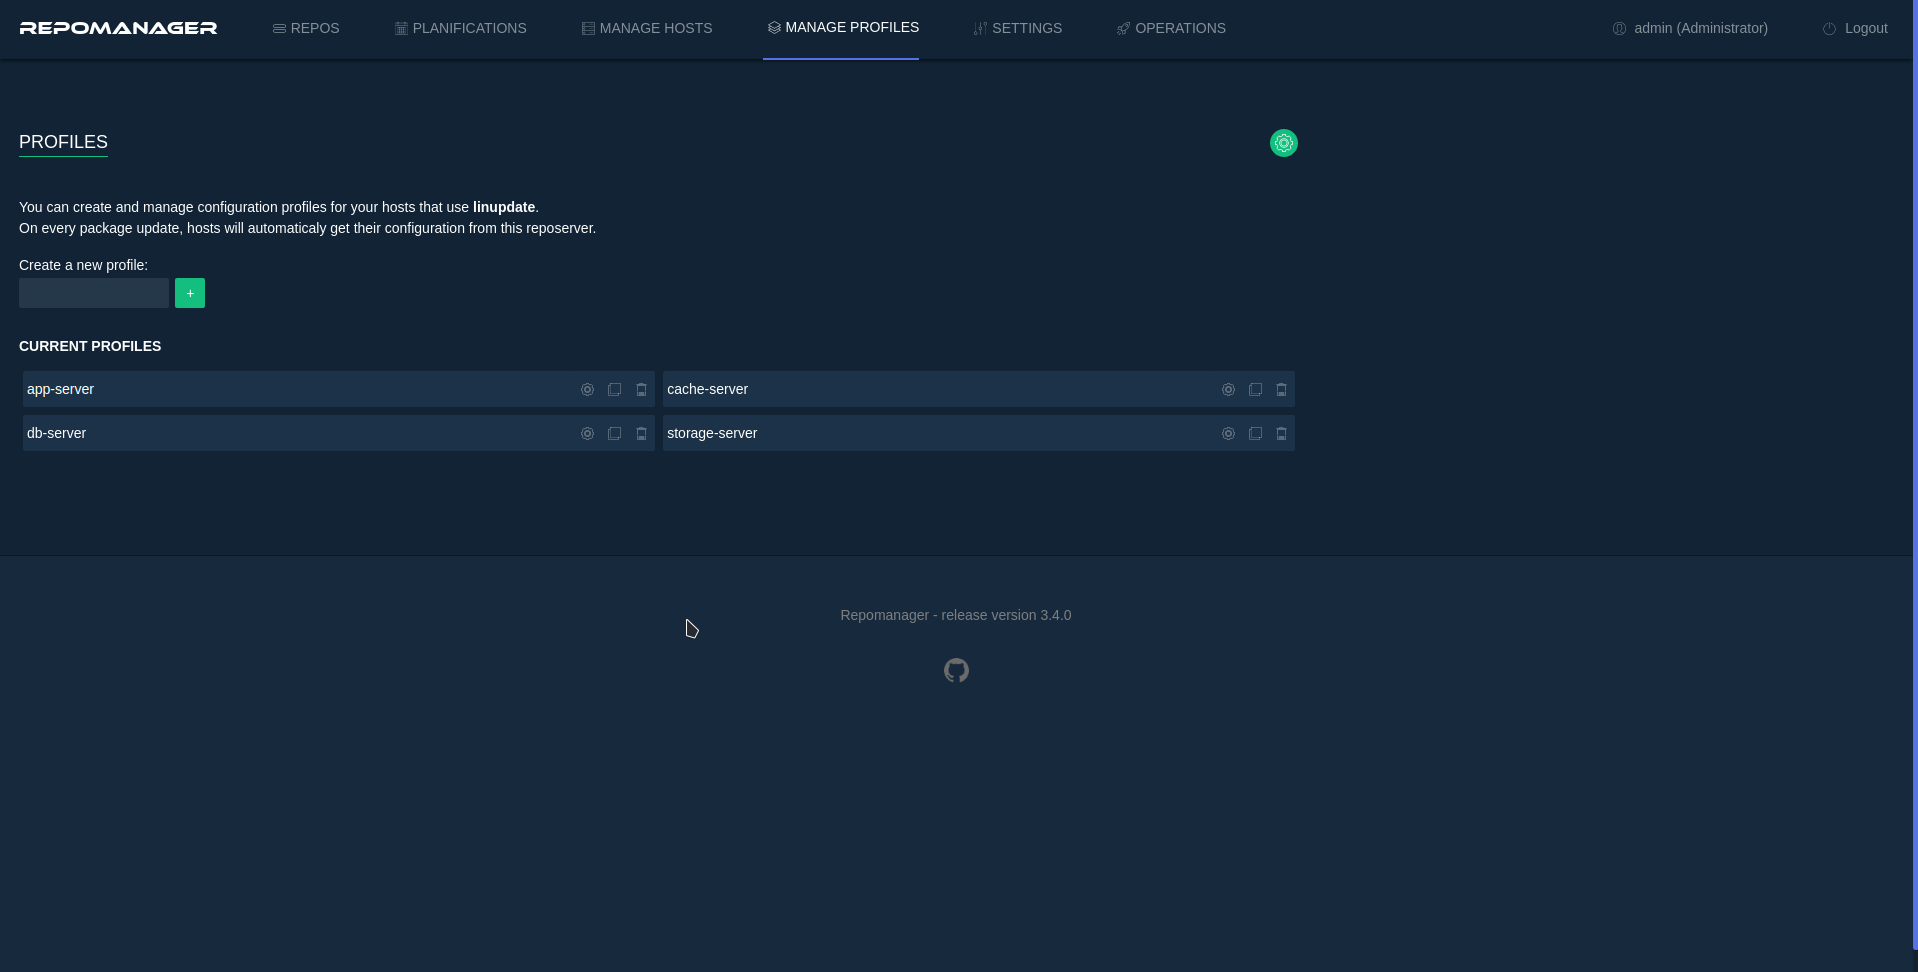 REPOMANAGER REPOS PLANIFICATIONS MANAGE HOSTS MANAGE PROFILES SETTINGS OPERATIONS admin (Administrator) Logout
PROFILES
You can create and manage configuration profiles for your hosts that use linupdate.
On every package update, hosts will automaticaly get their configuration from this reposerver.
Create a new profile:
+
CURRENT PROFILES
app-server cache-server
db-server storage-server
Repomanager - release version 3.4.0